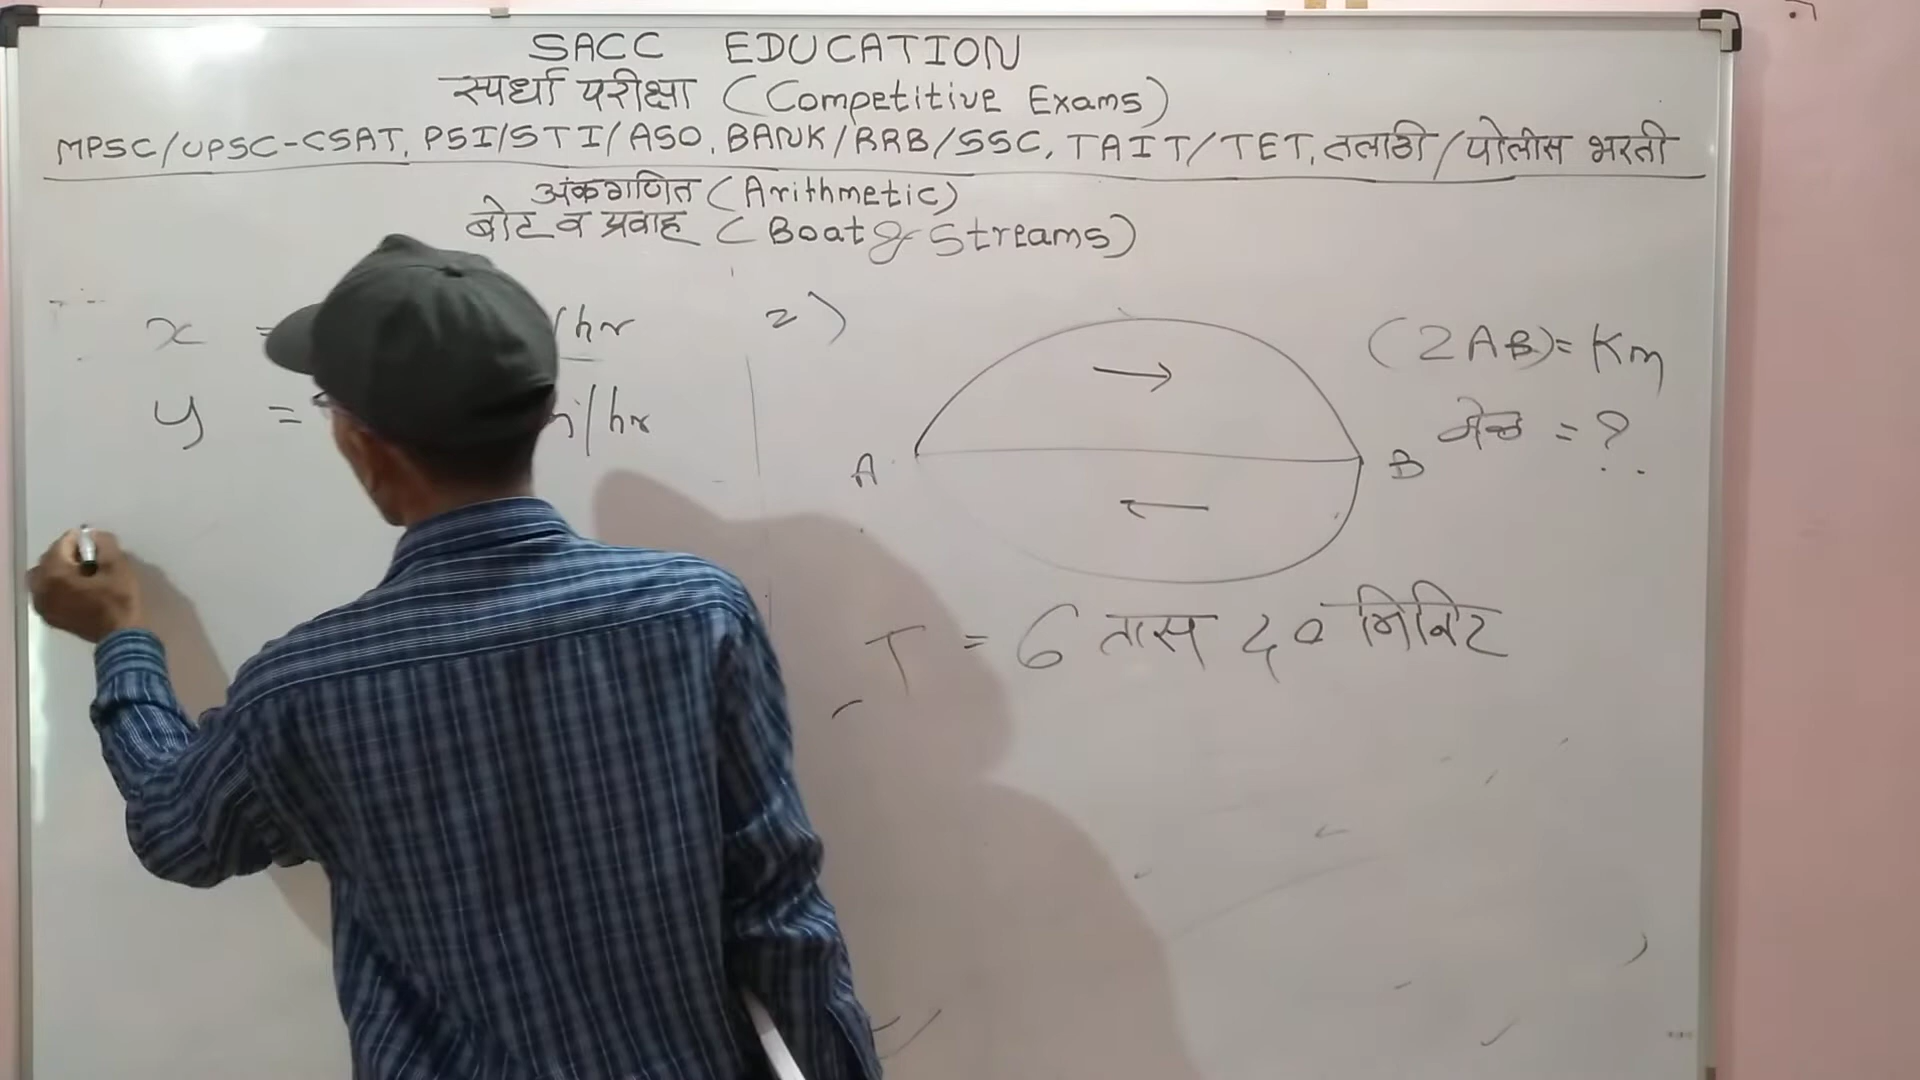 SACC EDUCATION
स्पर्धा परीक्षा (Competitive Exams)
MPSC/UPSC-CSAT, PSI/STI/ASO, BANK/RRB/SSC, TAIT/TET, तलाठी/पोलीस भरती
अंकगणित (Arithmetic)
बोट व प्रवाह (Boat & Streams)
x = /hr
y = /hr
2)
(2AB) = Km
= ?
A
B
T = 6 तास ८० मिनिट